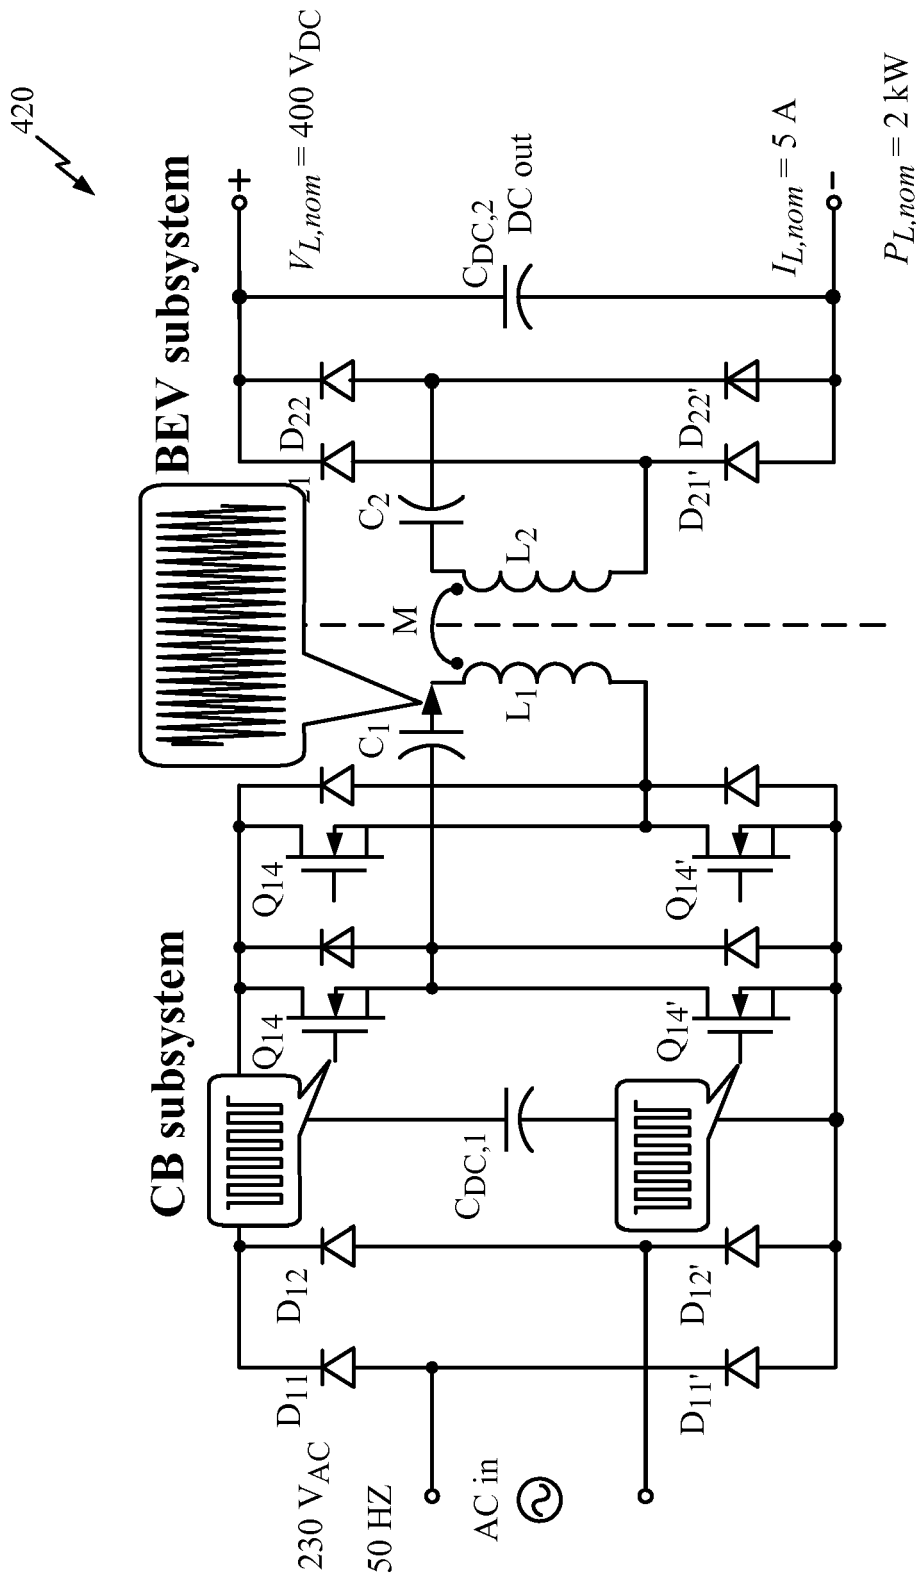 420
CB subsystem
BEV subsystem
230 V_AC
50 HZ
AC in
D11
D12
D11'
D12'
C_DC,1
Q14
Q14'
Q14
Q14'
C1
L1
M
L2
C2
21
D22
D21'
D22'
C_DC,2
DC out
+
V_L,nom = 400 V_DC
I_L,nom = 5 A
-
P_L,nom = 2 kW